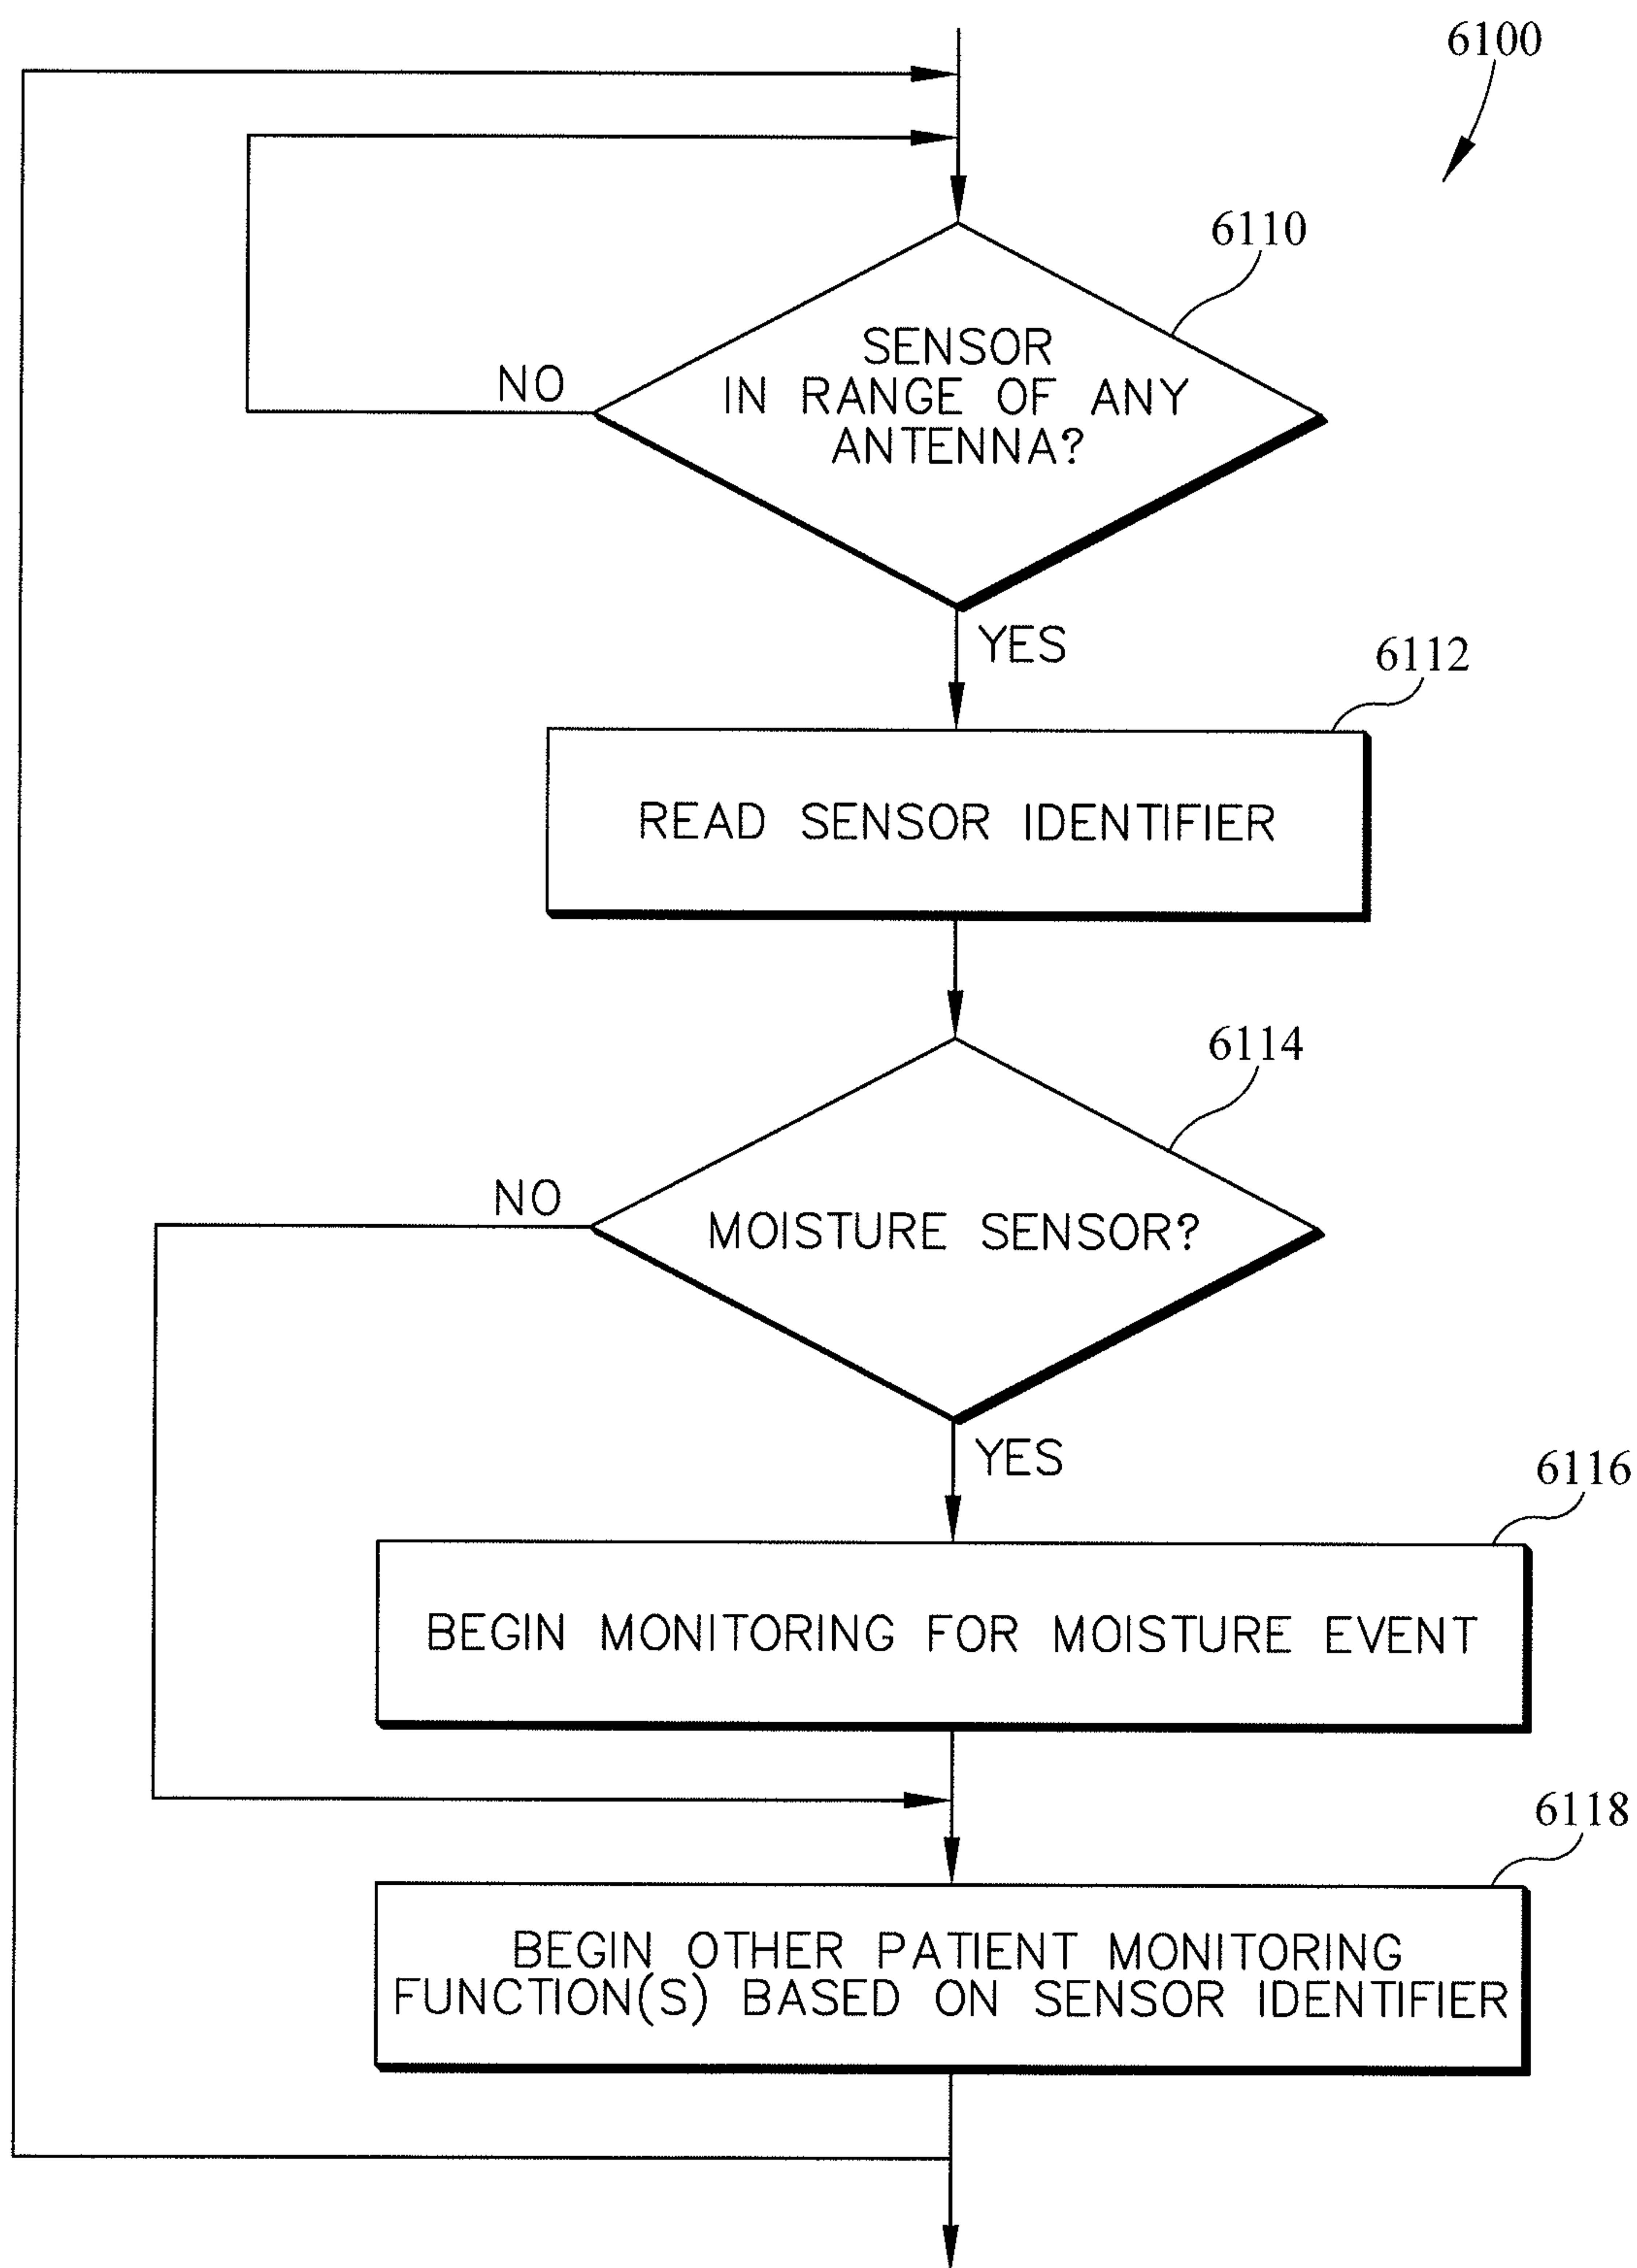 6100
6110
SENSOR
IN RANGE OF ANY
ANTENNA?
NO
YES
6112
READ SENSOR IDENTIFIER
6114
NO
MOISTURE SENSOR?
YES
6116
BEGIN MONITORING FOR MOISTURE EVENT
6118
BEGIN OTHER PATIENT MONITORING
FUNCTION(S) BASED ON SENSOR IDENTIFIER